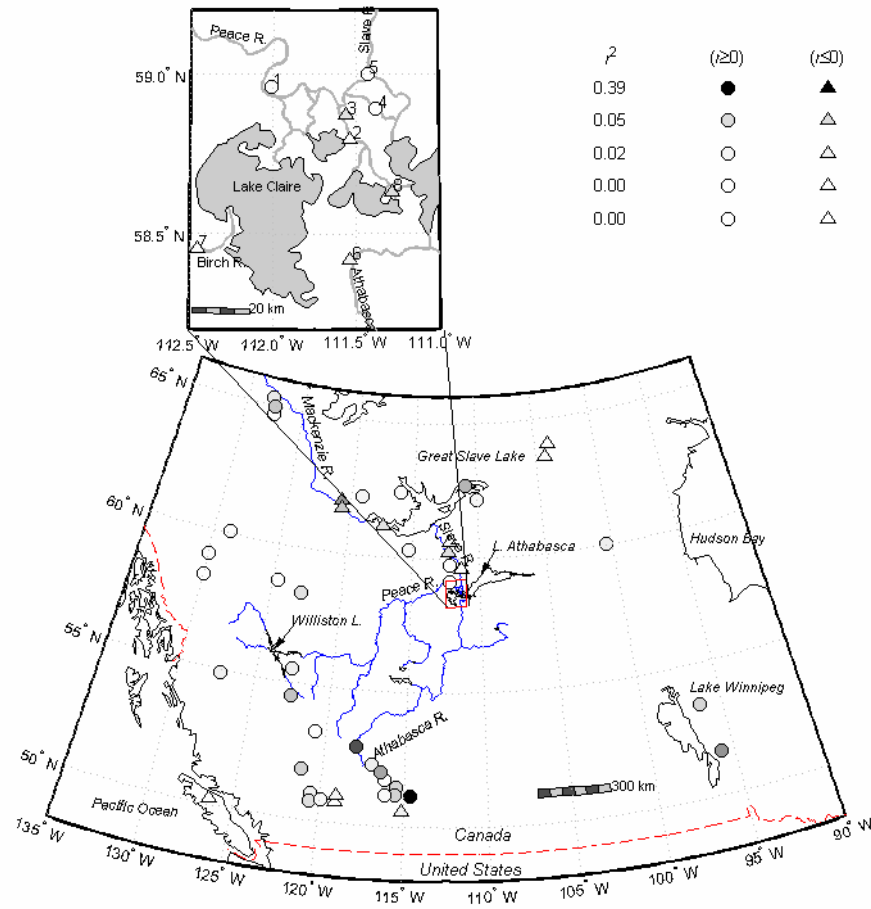 Peace R.
Slave R.
59.0° N
1
5
3
4
2
Lake Claire
8
58.5° N
7
Birch R.
6
Athabasca
20 km
112.5° W
112.0° W
111.5° W
111.0° W
r² (r≥0) (r≤0)
0.39
0.05
0.02
0.00
0.00
65° N
Mackenzie R.
Great Slave Lake
60° N
Slave R.
Hudson Bay
L. Athabasca
Peace R.
55° N
Williston L.
Lake Winnipeg
Athabasca R.
50° N
300 km
Pacific Ocean
Canada
United States
135° W
130° W
125° W
120° W
115° W
110° W
105° W
100° W
95° W
90° W